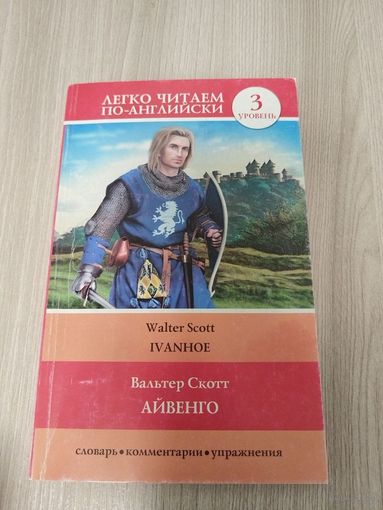 ЛЕГКО ЧИТАЕМ
ПО-АНГЛИЙСКИ
3
УРОВЕНЬ
Walter Scott
IVANHOE
Вальтер Скотт
АЙВЕНГО
словарь • комментарии • упражнения